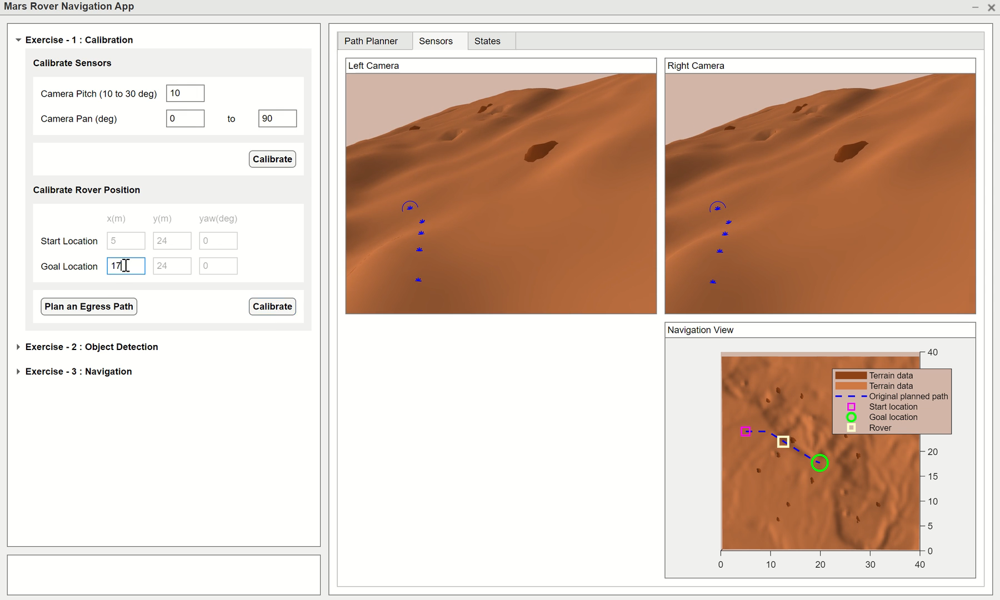 Mars Rover Navigation App
Exercise - 1 : Calibration
Calibrate Sensors
Camera Pitch (10 to 30 deg) 10
Camera Pan (deg) 0 to 90
Calibrate
Calibrate Rover Position
x(m) y(m) yaw(deg)
Start Location 5 24 0
Goal Location 17 24 0
Plan an Egress Path Calibrate
Exercise - 2 : Object Detection
Exercise - 3 : Navigation
Path Planner Sensors States
Left Camera
Right Camera
Navigation View
40
Terrain data
Terrain data
Original planned path
Start location
Goal location
Rover
20
15
10
5
0
0 10 20 30 40